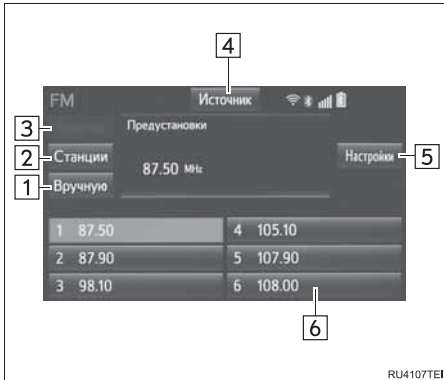 4
FM Источник
3 Предустановки
2 Станции 87.50 MHz Настройки 5
1 Вручную
1 87.50 4 105.10
2 87.90 5 107.90
3 98.10 6 108.00
6
RU4107TE